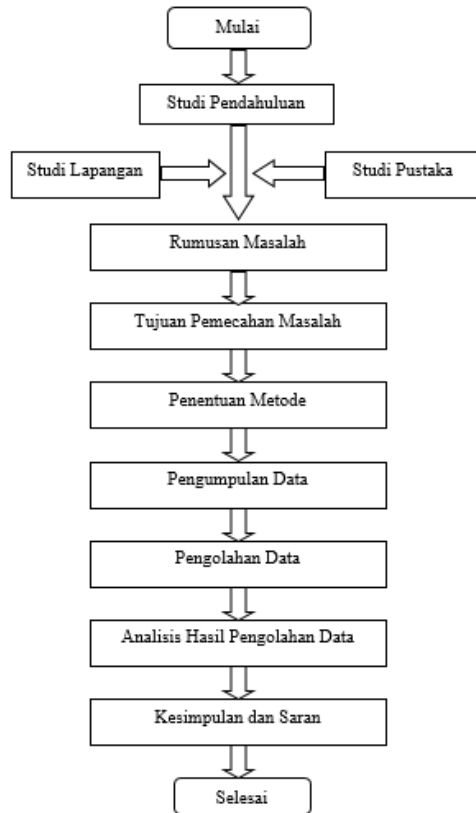 Mulai
Studi Pendahuluan
Studi Lapangan
Studi Pustaka
Rumusan Masalah
Tujuan Pemecahan Masalah
Penentuan Metode
Pengumpulan Data
Pengolahan Data
Analisis Hasil Pengolahan Data
Kesimpulan dan Saran
Selesai